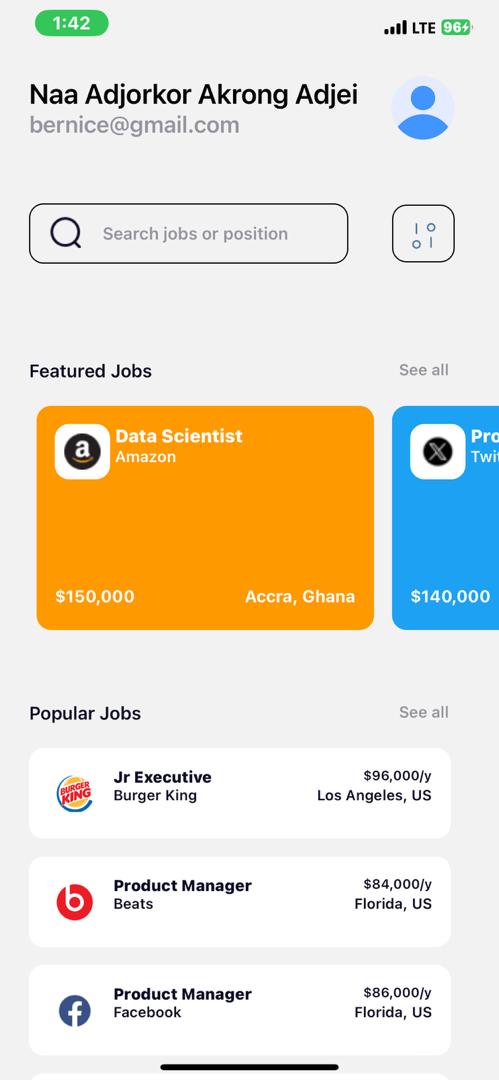 1:42
LTE 96
Naa Adjorkor Akrong Adjei
bernice@gmail.com
Search jobs or position
Featured Jobs See all
Data Scientist
Amazon
$150,000 Accra, Ghana
Pro
Twit
$140,000
Popular Jobs See all
BURGER KING
Jr Executive $96,000/y
Burger King Los Angeles, US
Product Manager $84,000/y
Beats Florida, US
Product Manager $86,000/y
Facebook Florida, US